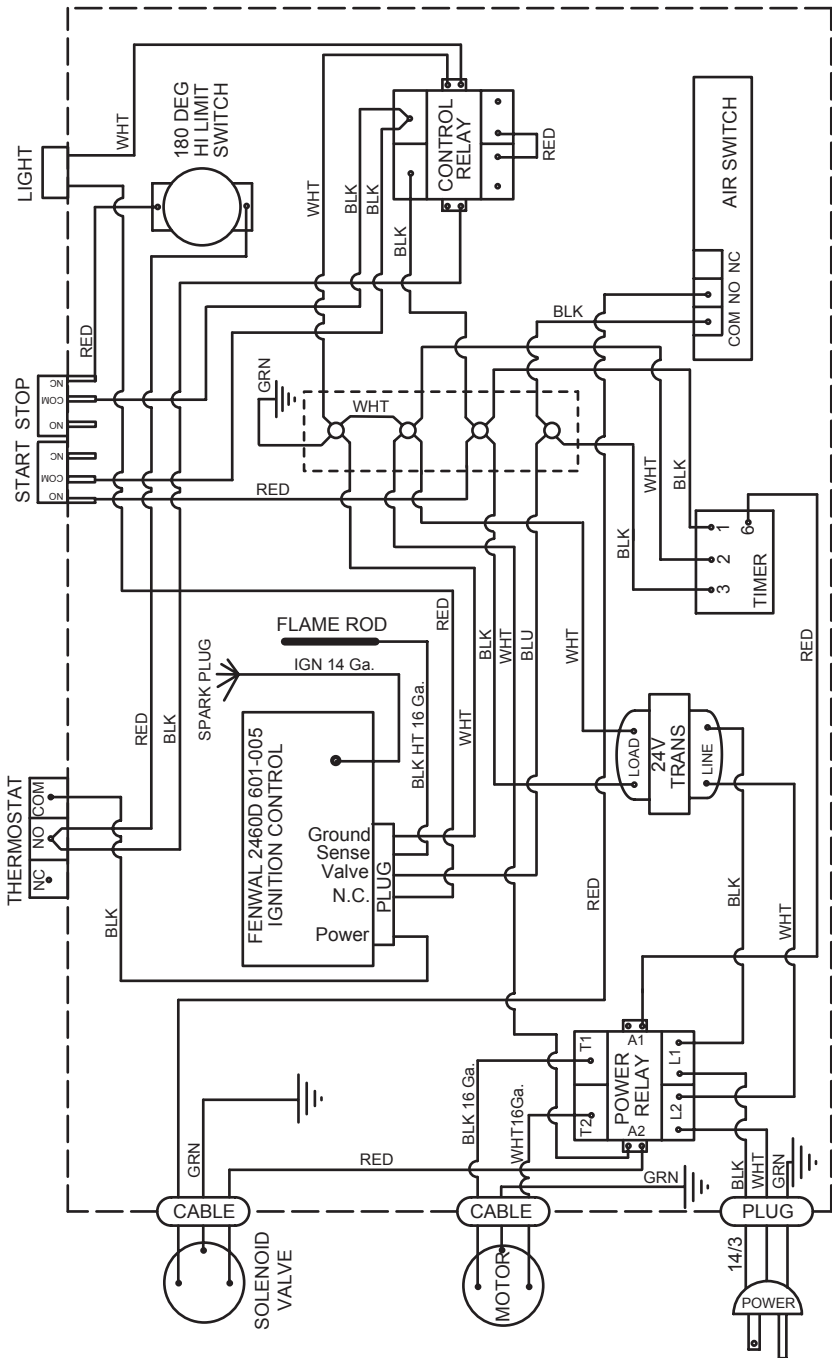 LIGHT
WHT
180 DEG
HI LIMIT
SWITCH
WHT
BLK
BLK
BLK
CONTROL
RELAY
RED
AIR SWITCH
COM NO NC
BLK
START STOP
NO
COM
NC
NO
COM
NC
RED
RED
GRN
WHT
WHT
BLK
BLK
1
2
3
6
TIMER
RED
THERMOSTAT
NC
NO
COM
RED
BLK
BLK
SPARK PLUG
FLAME ROD
IGN 14 Ga.
BLK HT 16 Ga.
FENWAL 2460D 601-005
IGNITION CONTROL
Ground
Sense
Valve
N.C.
Power
PLUG
RED
WHT
BLK
WHT
BLU
WHT
RED
LOAD
24V
TRANS
LINE
BLK
WHT
T1
T2
A1
A2
POWER
RELAY
L1
L2
BLK 16 Ga.
WHT16Ga.
GRN
RED
GRN
BLK
WHT
GRN
CABLE
CABLE
PLUG
SOLENOID
VALVE
MOTOR
14/3
POWER